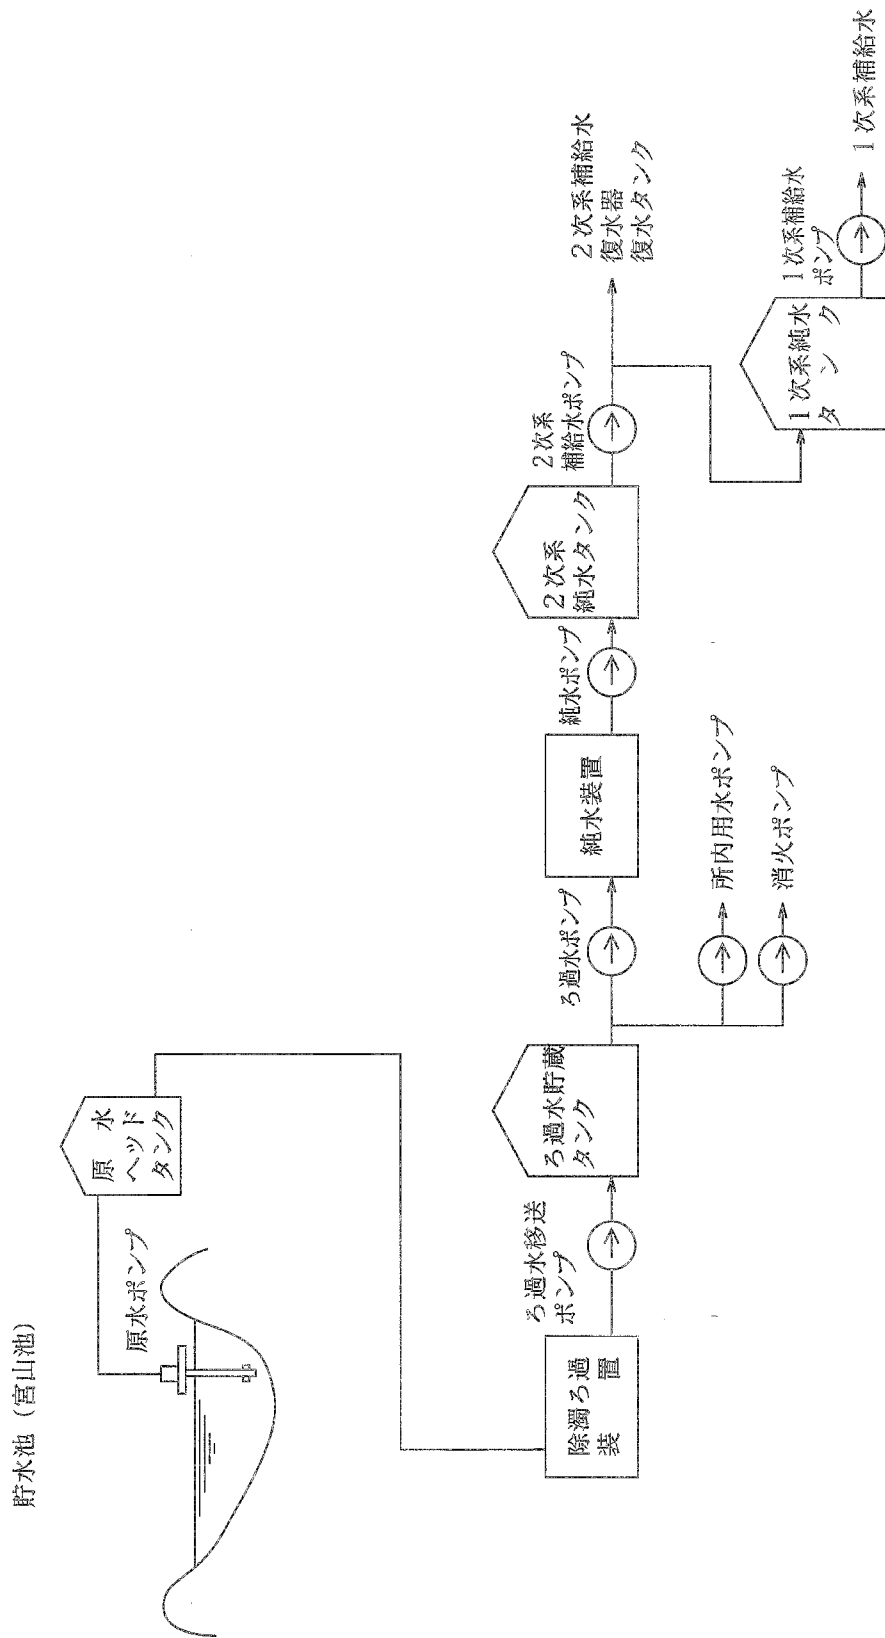 貯水池（宮山池）
原水ポンプ
原水
ヘッド
タンク
除濁ろ過
装置
ろ過水移送
ポンプ
ろ過水貯蔵
タンク
ろ過水ポンプ
所内用水ポンプ
消火ポンプ
純水装置
純水ポンプ
2次系
純水タンク
2次系
補給水ポンプ
2次系補給水
復水器
復水タンク
1次系純水
タンク
1次系補給水
ポンプ
1次系補給水